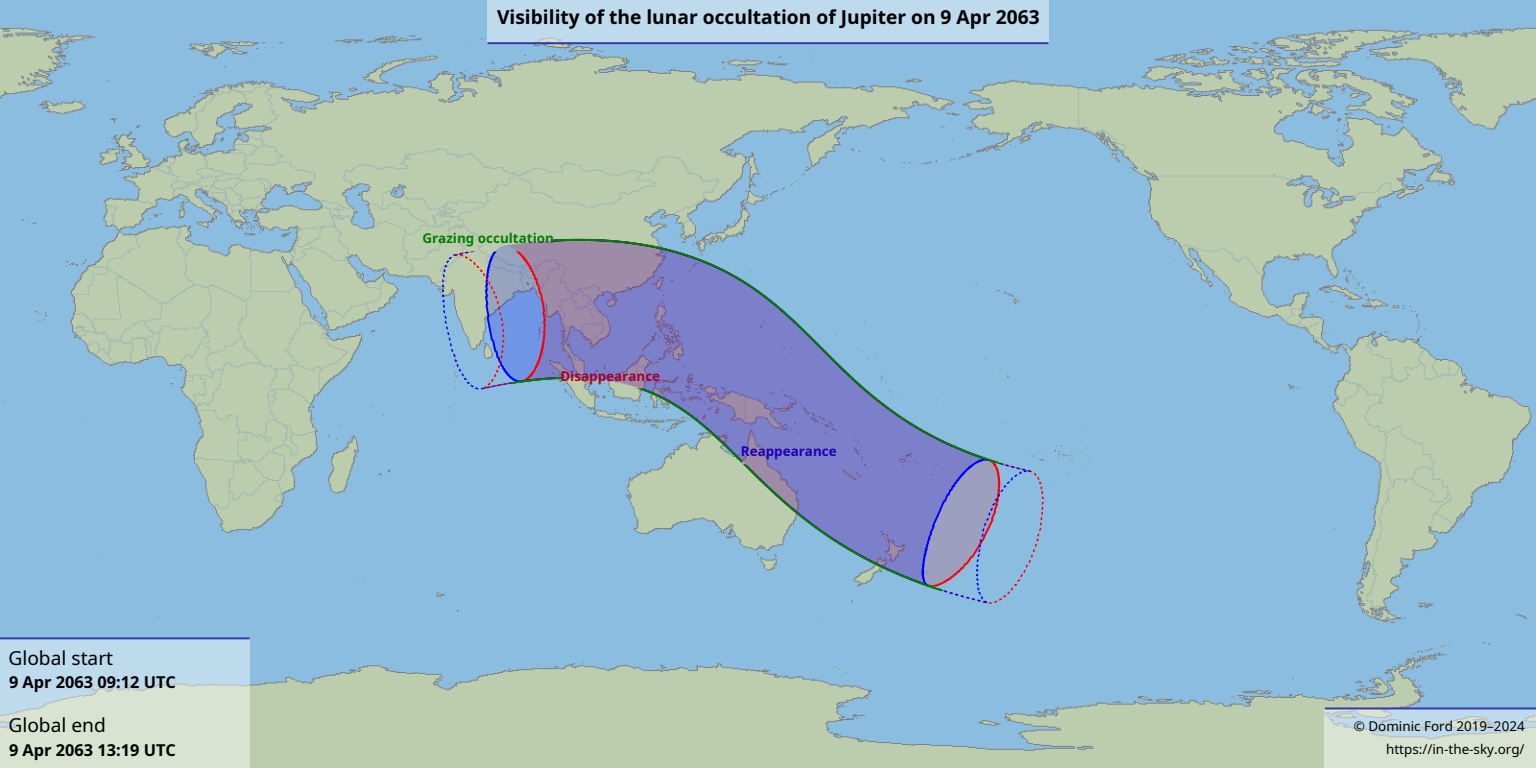 Visibility of the lunar occultation of Jupiter on 9 Apr 2063
Grazing occultation
Disappearance
Reappearance
Global start
9 Apr 2063 09:12 UTC
Global end
9 Apr 2063 13:19 UTC
© Dominic Ford 2019–2024
https://in-the-sky.org/